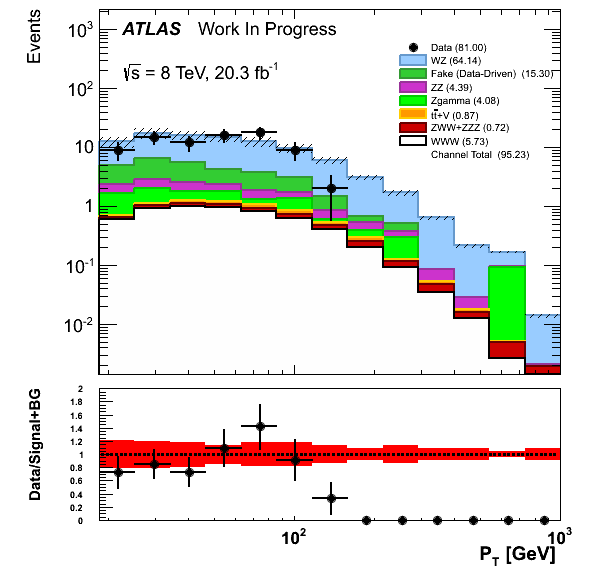 Events
10³
10²
10
1
10⁻¹
10⁻²
ATLAS Work In Progress
√s = 8 TeV, 20.3 fb⁻¹
Data (81.00)
WZ (64.14)
Fake (Data-Driven) (15.30)
ZZ (4.39)
Zgamma (4.08)
tt̄+V (0.87)
ZWW+ZZZ (0.72)
WWW (5.73)
Channel Total (95.23)
Data/Signal+BG
2
1.8
1.6
1.4
1.2
1
0.8
0.6
0.4
0.2
0
10² 10³
P_T [GeV]